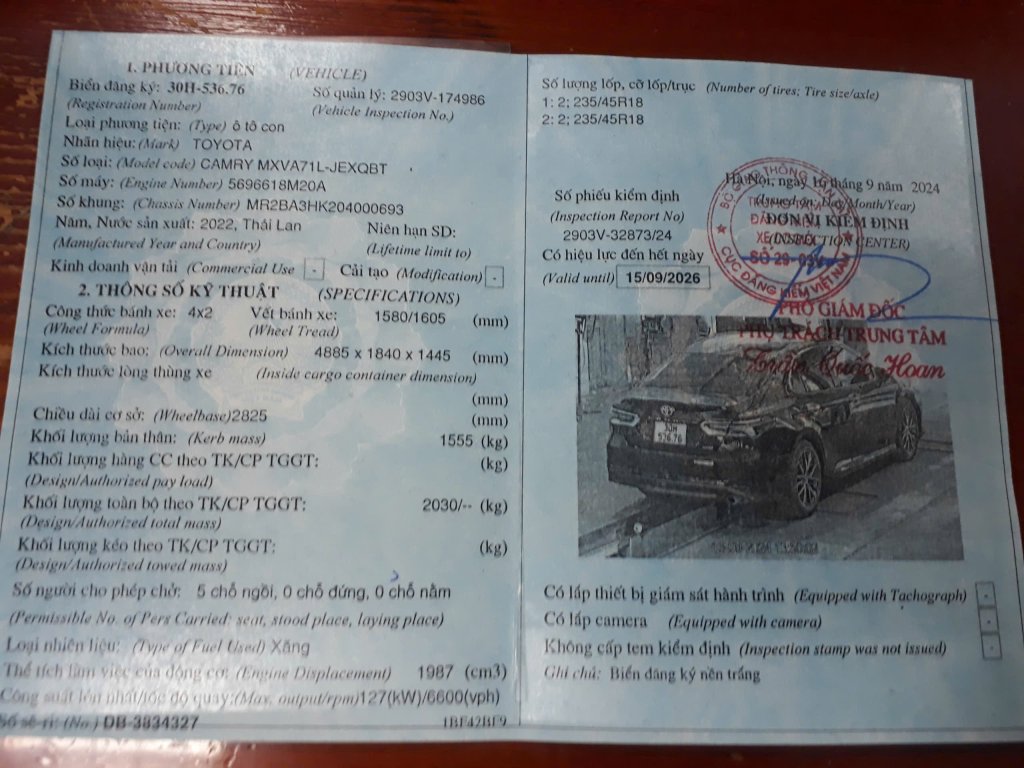 1. PHƯƠNG TIỆN (VEHICLE)
Biển đăng ký: 30H-536.76 Số quản lý: 2903V-174986
(Registration Number) (Vehicle Inspection No.)
Loại phương tiện: (Type) ô tô con
Nhãn hiệu: (Mark) TOYOTA
Số loại: (Model code) CAMRY MXVA71L-JEXQBT
Số máy: (Engine Number) 5696618M20A
Số khung: (Chassis Number) MR2BA3HK204000693
Năm, Nước sản xuất: 2022, Thái Lan Niên hạn SD:
(Manufactured Year and Country) (Lifetime limit to)
Kinh doanh vận tải (Commercial Use - Cải tạo (Modification) -
2. THÔNG SỐ KỸ THUẬT (SPECIFICATIONS)
Công thức bánh xe: 4x2 Vết bánh xe: 1580/1605 (mm)
(Wheel Formula) (Wheel Tread)
Kích thước bao: (Overall Dimension) 4885 x 1840 x 1445 (mm)
Kích thước lòng thùng xe (Inside cargo container dimension)
(mm)
Chiều dài cơ sở: (Wheelbase)2825 (mm)
Khối lượng bản thân: (Kerb mass) 1555 (kg)
Khối lượng hàng CC theo TK/CP TGGT: (kg)
(Design/Authorized pay load)
Khối lượng toàn bộ theo TK/CP TGGT: 2030/-- (kg)
(Design/Authorized total mass)
Khối lượng kéo theo TK/CP TGGT: (kg)
(Design/Authorized towed mass)
Số người cho phép chở: 5 chỗ ngồi, 0 chỗ đứng, 0 chỗ nằm
(Permissible No. of Pers Carried: seat, stood place, laying place)
Loại nhiên liệu: (Type of Fuel Used) Xăng
Thể tích làm việc của động cơ: (Engine Displacement) 1987 (cm3)
Công suất lớn nhất/tốc độ quay:(Max. output/rpm)127(kW)/6600(vph)
Số sê-ri: (No.) DB-3834327 1BF42BF9
Số lượng lốp, cỡ lốp/trục (Number of tires; Tire size/axle)
1: 2; 235/45R18
2: 2; 235/45R18
Hà Nội, ngày 16 tháng 9 năm 2024
(Issued on: Day/Month/Year)
Số phiếu kiểm định ĐƠN VỊ KIỂM ĐỊNH
(Inspection Report No) (INSPECTION CENTER)
2903V-32873/24
Có hiệu lực đến hết ngày
(Valid until) 15/09/2026
CỤC ĐĂNG KIỂM VIỆT NAM
PHÓ GIÁM ĐỐC
PHỤ TRÁCH TRUNG TÂM
Trần Quốc Hoan
30H
536.76
Có lắp thiết bị giám sát hành trình (Equipped with Tachograph) -
Có lắp camera (Equipped with camera) -
Không cấp tem kiểm định (Inspection stamp was not issued) -
Ghi chú: Biển đăng ký nền trắng